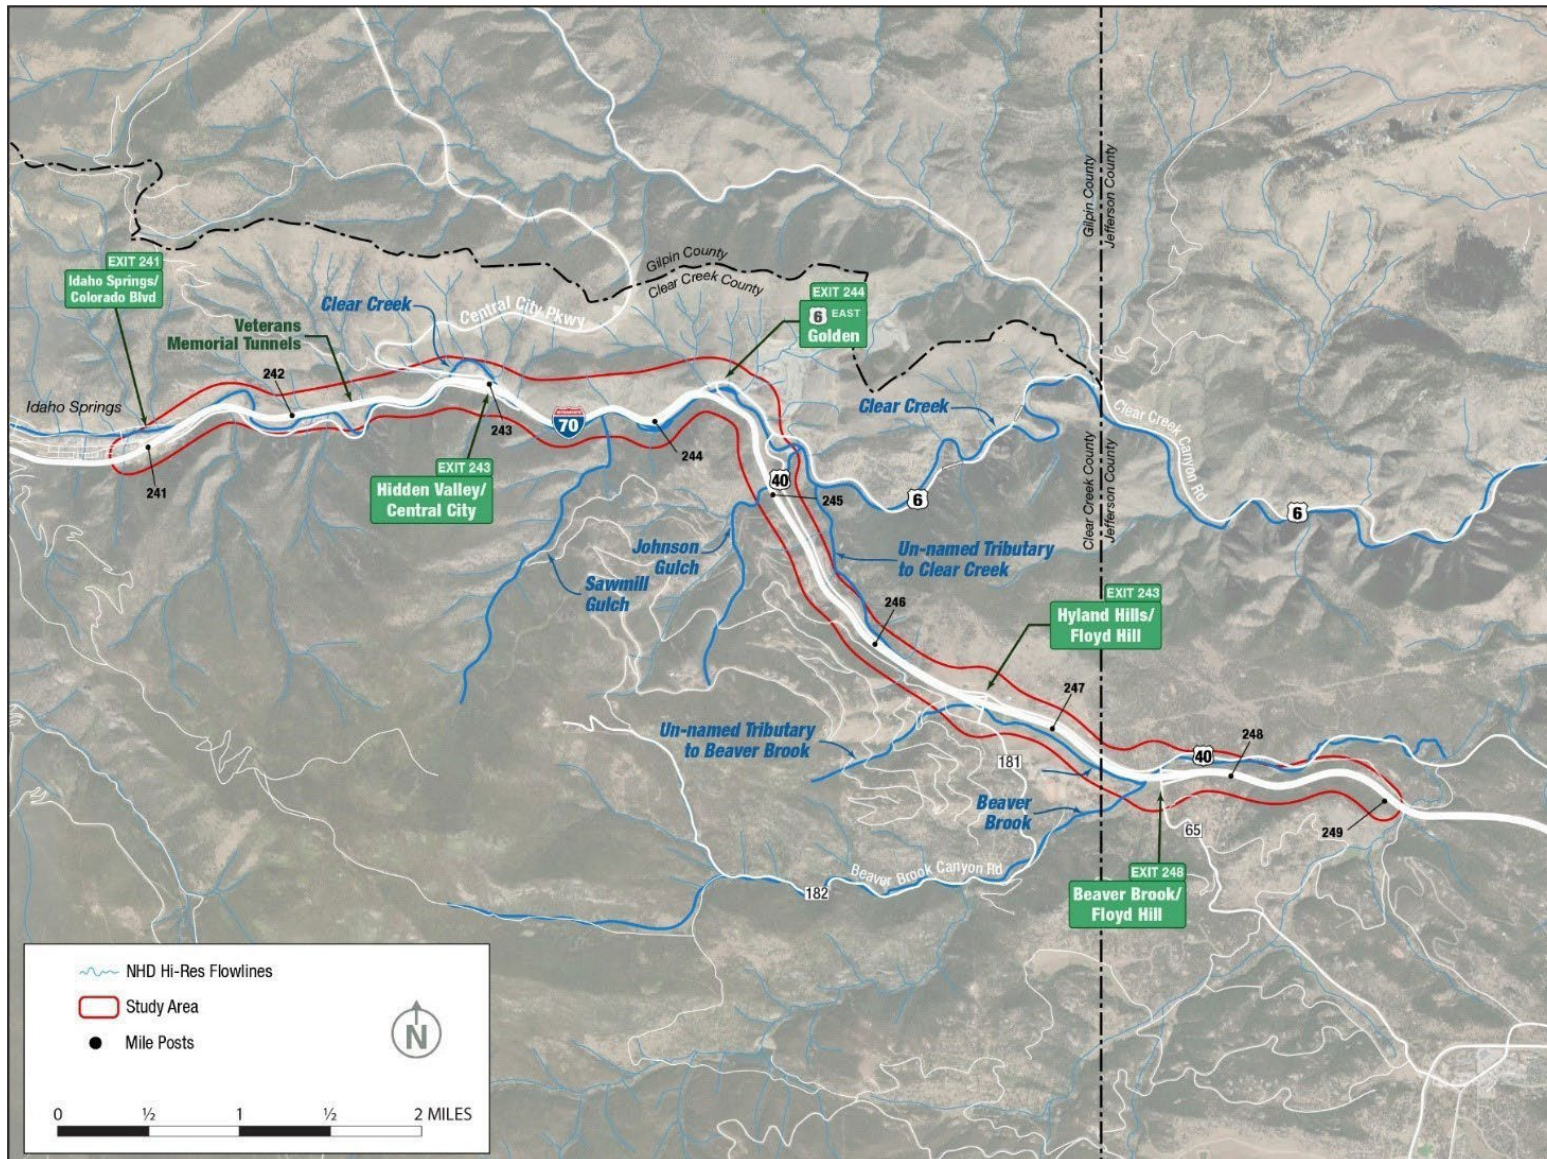 Gilpin County
Jefferson County
EXIT 241
Idaho Springs/
Colorado Blvd
Clear Creek
Central City Pkwy
Gilpin County
Clear Creek County
EXIT 244
6 EAST
Golden
Veterans
Memorial Tunnels
Idaho Springs
242
241
243
70
244
EXIT 243
Hidden Valley/
Central City
Clear Creek
Clear Creek Canyon Rd
6
6
40
245
Clear Creek County
Jefferson County
Johnson
Gulch
Sawmill
Gulch
Un-named Tributary
to Clear Creek
246
EXIT 243
Hyland Hills/
Floyd Hill
247
Un-named Tributary
to Beaver Brook
181
40
248
Beaver
Brook
65
249
Beaver Brook Canyon Rd
182
EXIT 248
Beaver Brook/
Floyd Hill
NHD Hi-Res Flowlines
Study Area
Mile Posts
N
0 ½ 1 ½ 2 MILES